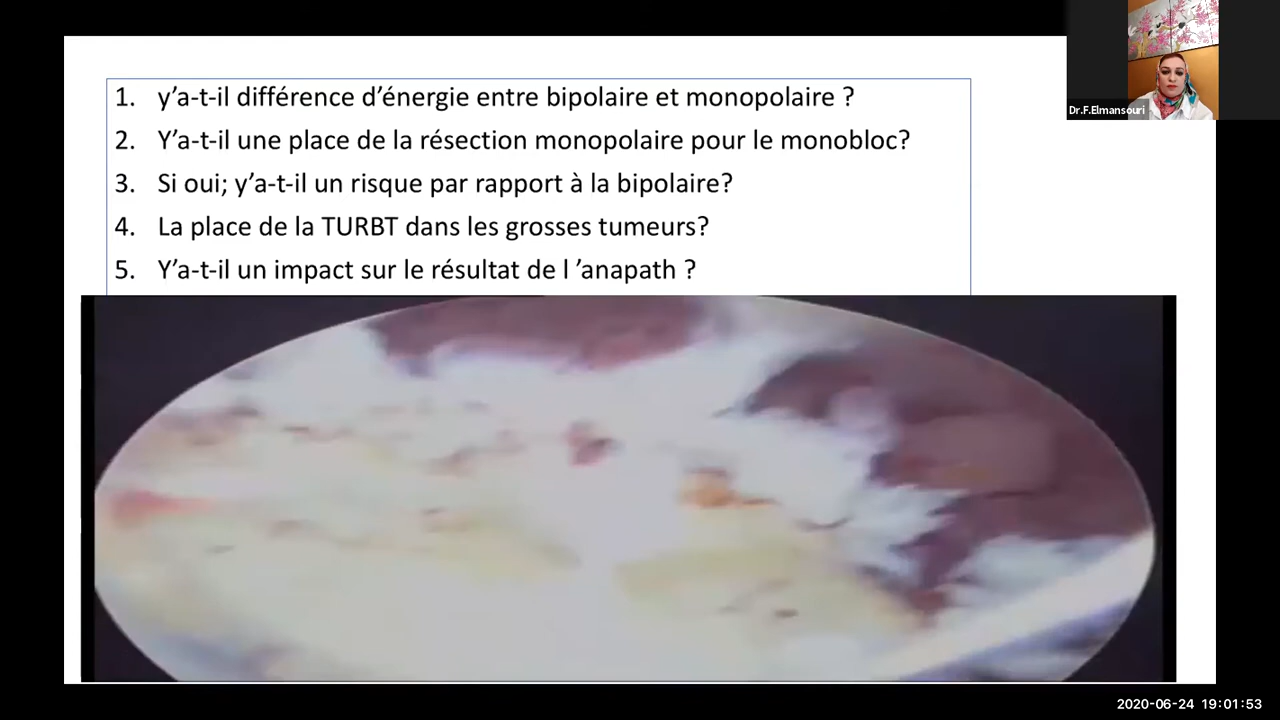 1. y’a-t-il différence d’énergie entre bipolaire et monopolaire ?
2. Y’a-t-il une place de la résection monopolaire pour le monobloc?
3. Si oui; y’a-t-il un risque par rapport à la bipolaire?
4. La place de la TURBT dans les grosses tumeurs?
5. Y’a-t-il un impact sur le résultat de l ’anapath ?
Dr.F.Elmansouri
2020-06-24 19:01:53